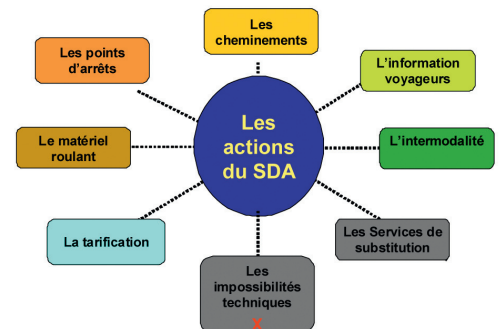 Les
cheminements
Les points
d'arrêts
L'information
voyageurs
Les
actions
du SDA
Le matériel
roulant
L'intermodalité
La tarification
Les Services de
substitution
Les
impossibilités
techniques
X